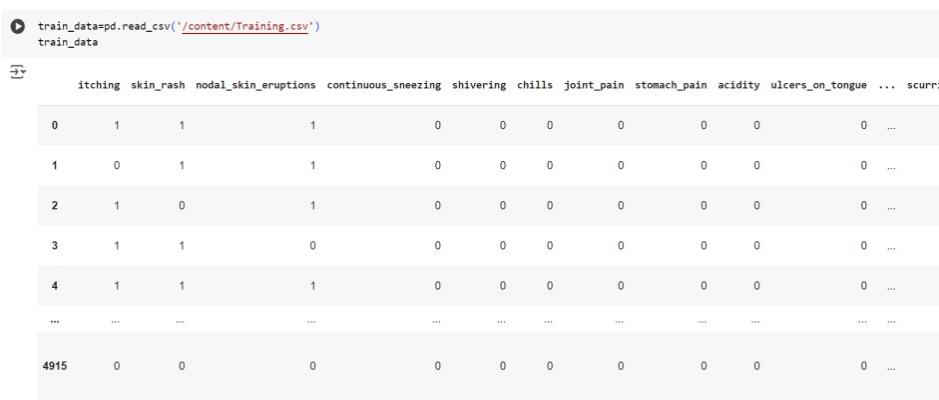 train_data=pd.read_csv('/content/Training.csv')
train_data
itching skin_rash nodal_skin_eruptions continuous_sneezing shivering chills joint_pain stomach_pain acidity ulcers_on_tongue ... scurri
0 1 1 1 0 0 0 0 0 0 0 ...
1 0 1 1 0 0 0 0 0 0 0 ...
2 1 0 1 0 0 0 0 0 0 0 ...
3 1 1 0 0 0 0 0 0 0 0 ...
4 1 1 1 0 0 0 0 0 0 0 ...
... ... ... ... ... ... ... ... ... ... ... ...
4915 0 0 0 0 0 0 0 0 0 0 ...